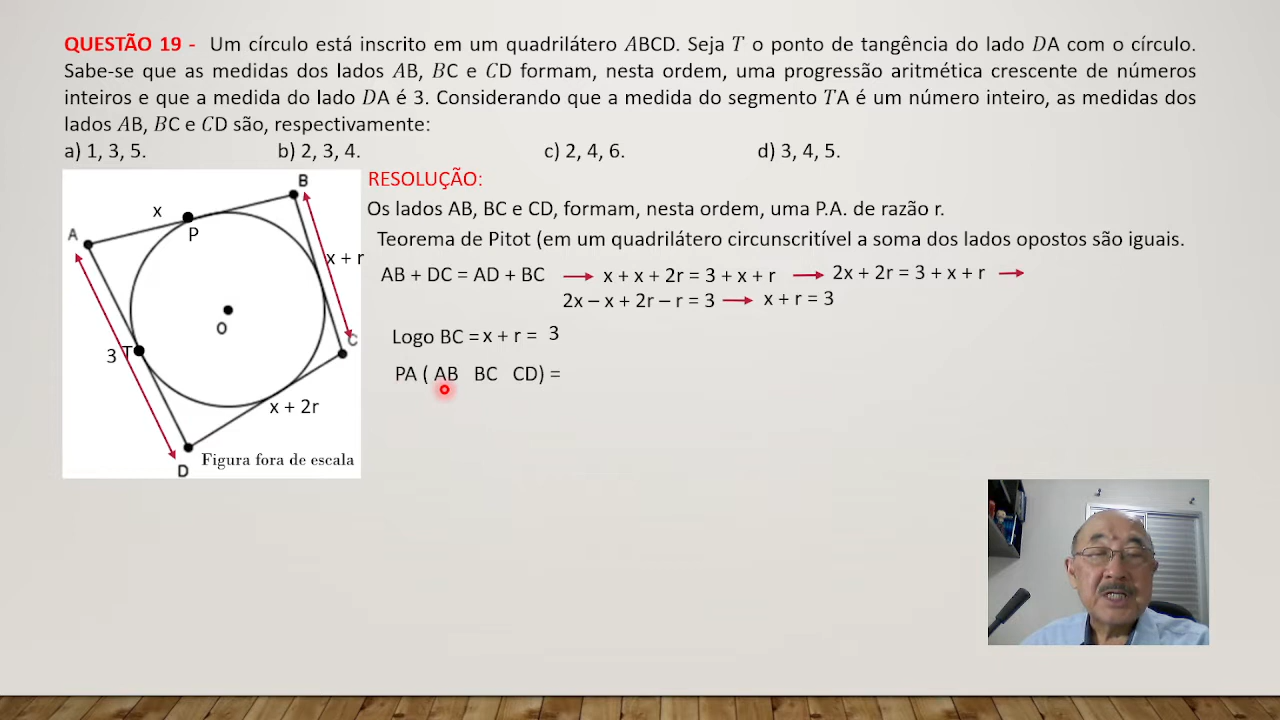 QUESTÃO 19 - Um círculo está inscrito em um quadrilátero ABCD. Seja T o ponto de tangência do lado DA com o círculo.
Sabe-se que as medidas dos lados AB, BC e CD formam, nesta ordem, uma progressão aritmética crescente de números
inteiros e que a medida do lado DA é 3. Considerando que a medida do segmento TA é um número inteiro, as medidas dos
lados AB, BC e CD são, respectivamente:
a) 1, 3, 5. b) 2, 3, 4. c) 2, 4, 6. d) 3, 4, 5.
RESOLUÇÃO:
Os lados AB, BC e CD, formam, nesta ordem, uma P.A. de razão r.
Teorema de Pitot (em um quadrilátero circunscritível a soma dos lados opostos são iguais.
AB + DC = AD + BC → x + x + 2r = 3 + x + r → 2x + 2r = 3 + x + r →
2x – x + 2r – r = 3 → x + r = 3
Logo BC = x + r = 3
PA ( AB BC CD) =
B
x
A
P
x + r
O
C
3 T
x + 2r
D
Figura fora de escala